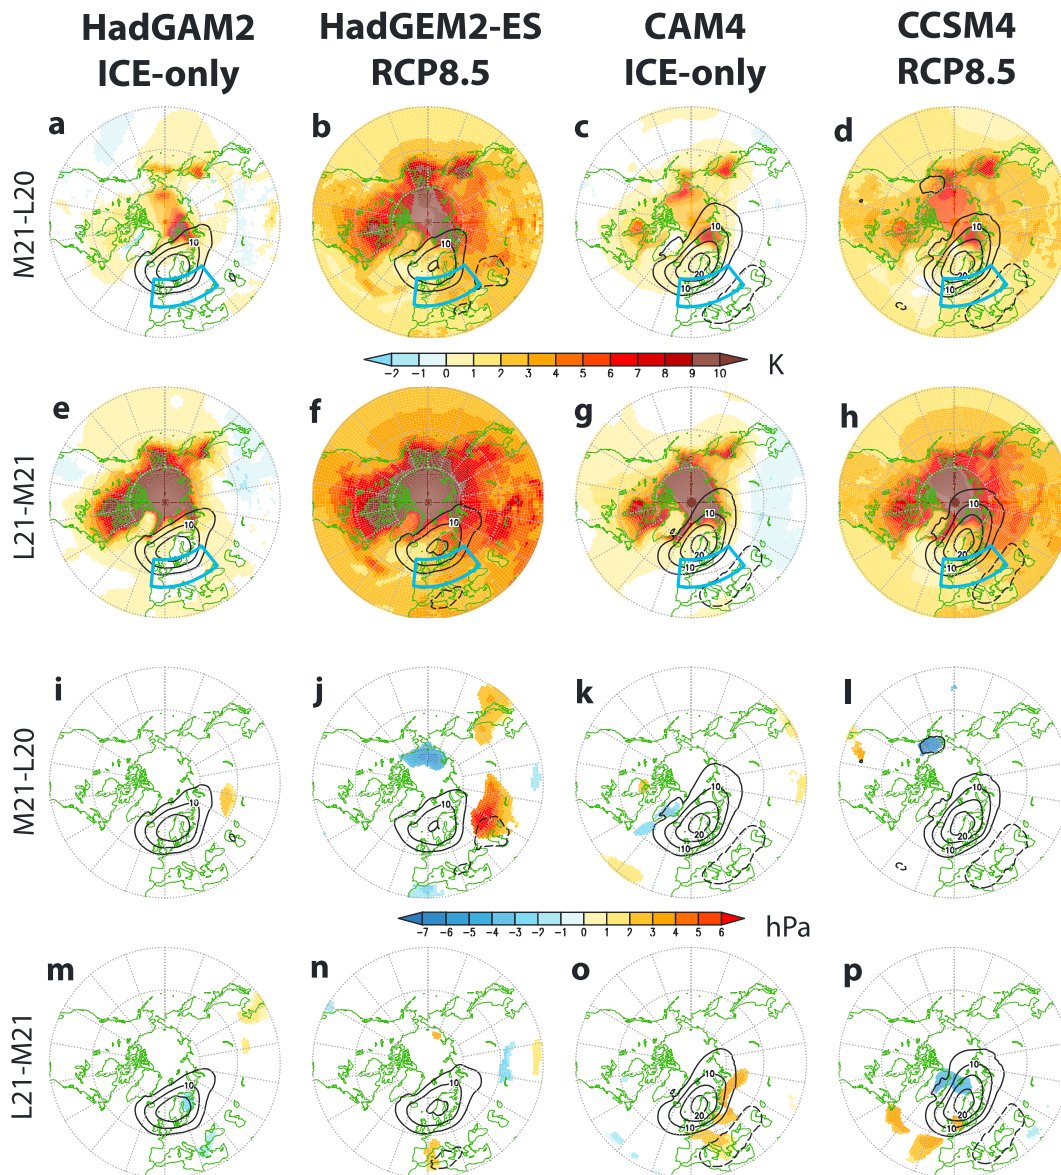 HadGAM2 HadGEM2-ES CAM4 CCSM4
ICE-only RCP8.5 ICE-only RCP8.5
M21-L20
a b c d
10 10 10 20 10 10 20 10
-2 -1 0 1 2 3 4 5 6 7 8 9 10 K
L21-M21
e f g h
10 10 10 20 10 10 20 10
M21-L20
i j k l
10 10 10 20 10 10 20 10
-7 -6 -5 -4 -3 -2 -1 0 1 2 3 4 5 6 hPa
L21-M21
m n o p
10 10 10 20 10 10 20 10